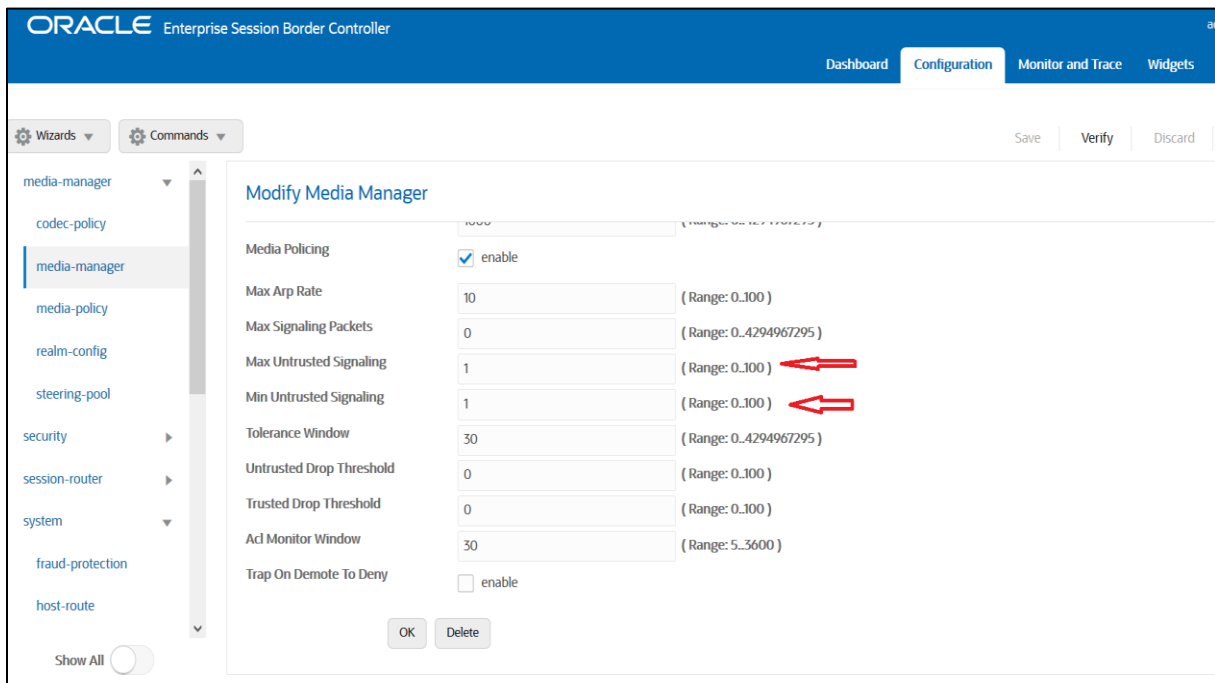 ORACLE Enterprise Session Border Controller
Dashboard Configuration Monitor and Trace Widgets
Wizards Commands Save Verify Discard
media-manager
codec-policy
media-manager
media-policy
realm-config
steering-pool
security
session-router
system
fraud-protection
host-route
Show All
Modify Media Manager
Media Policing enable
Max Arp Rate 10 ( Range: 0..100 )
Max Signaling Packets 0 ( Range: 0..4294967295 )
Max Untrusted Signaling 1 ( Range: 0..100 )
Min Untrusted Signaling 1 ( Range: 0..100 )
Tolerance Window 30 ( Range: 0..4294967295 )
Untrusted Drop Threshold 0 ( Range: 0..100 )
Trusted Drop Threshold 0 ( Range: 0..100 )
Acl Monitor Window 30 ( Range: 5..3600 )
Trap On Demote To Deny enable
OK Delete